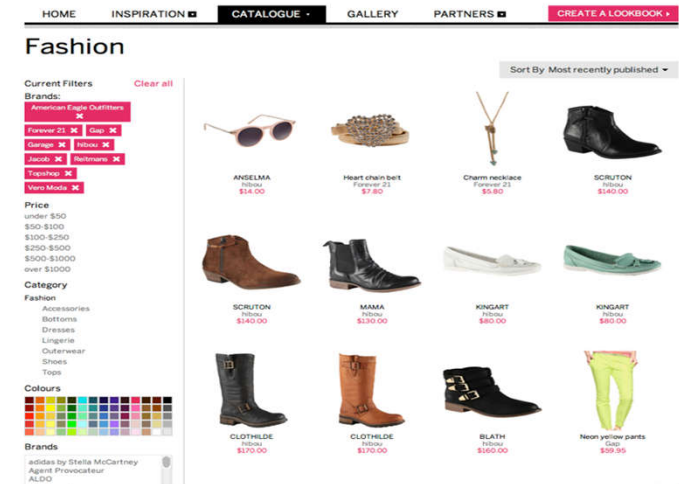 HOME INSPIRATION CATALOGUE GALLERY PARTNERS CREATE A LOOKBOOK
Fashion
Sort By Most recently published
Current Filters Clear all
Brands:
American Eagle Outfitters
Forever 21 Gap
Garage hibou
Jacob Reitmans
Topshop
Vero Moda
Price
under $50
$50-$100
$100-$250
$250-$500
$500-$1000
over $1000
Category
Fashion
Accessories
Bottoms
Dresses
Lingerie
Outerwear
Shoes
Tops
Colours
Brands
adidas by Stella McCartney
Agent Provocateur
ALDO
ANSELMA
hibou
$14.00
Heart chain belt
Forever 21
$7.80
Charm necklace
Forever 21
$5.80
SCRUTON
hibou
$140.00
SCRUTON
hibou
$140.00
MAMA
hibou
$130.00
KINGART
hibou
$80.00
KINGART
hibou
$80.00
CLOTHILDE
hibou
$170.00
CLOTHILDE
hibou
$170.00
BLATH
hibou
$160.00
Neon yellow pants
Gap
$59.95